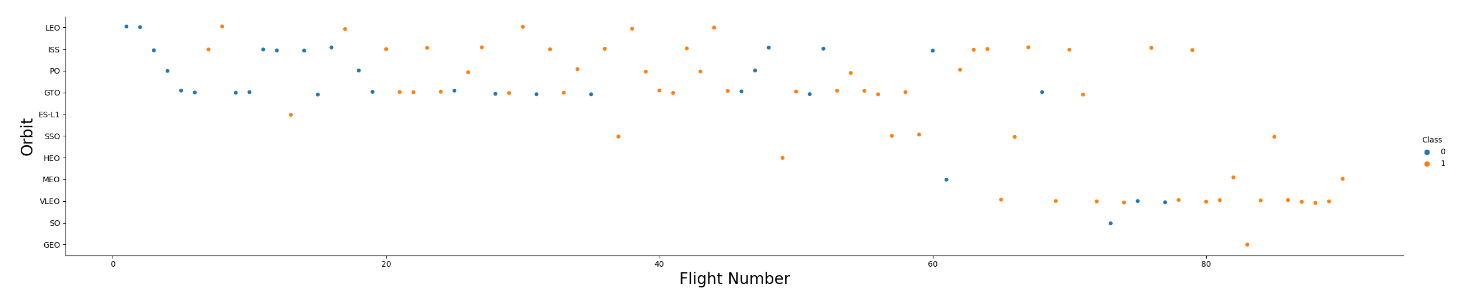 Orbit
LEO
ISS
PO
GTO
ES-L1
SSO
HEO
MEO
VLEO
SO
GEO
0 20 40 60 80
Flight Number
Class
0
1